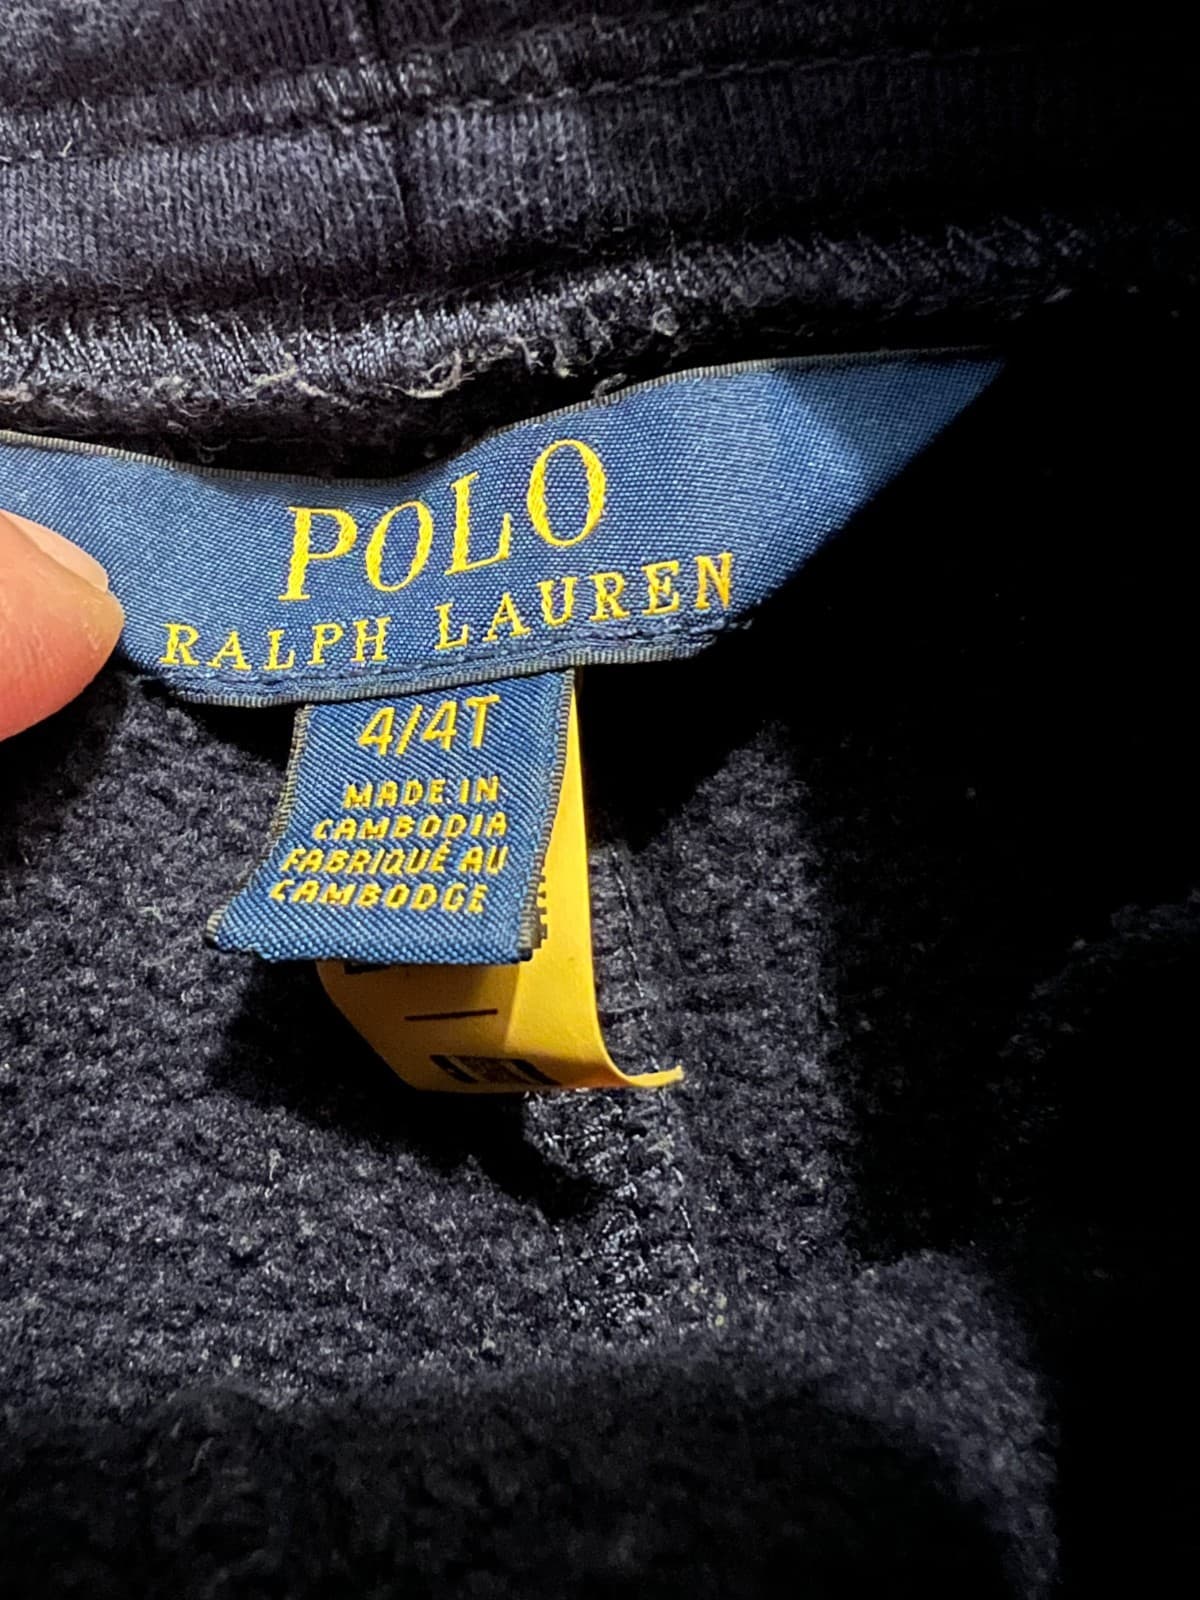 POLO
RALPH LAUREN
4/4T
MADE IN
CAMBODIA
FABRIQUÉ AU
CAMBODGE